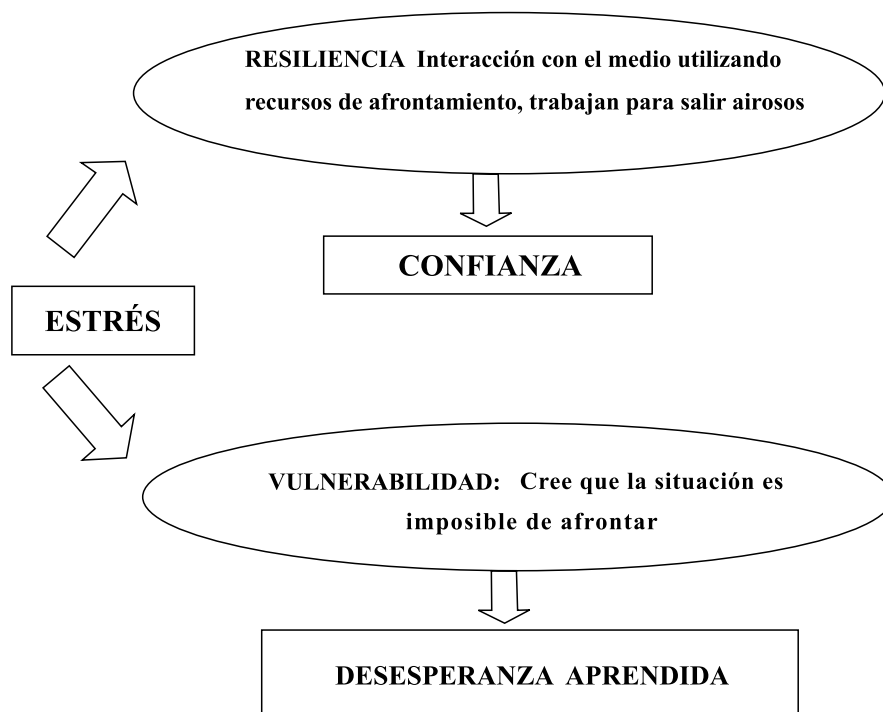 RESILIENCIA Interacción con el medio utilizando
recursos de afrontamiento, trabajan para salir airosos
CONFIANZA
ESTRÉS
VULNERABILIDAD: Cree que la situación es
imposible de afrontar
DESESPERANZA APRENDIDA